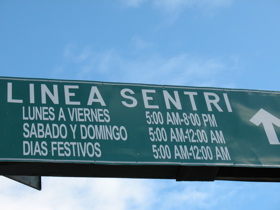 LINEA SENTRI
LUNES A VIERNES 5:00 AM-8:00 PM
SABADO Y DOMINGO 5:00 AM-12:00 AM
DIAS FESTIVOS 5:00 AM-12:00 AM